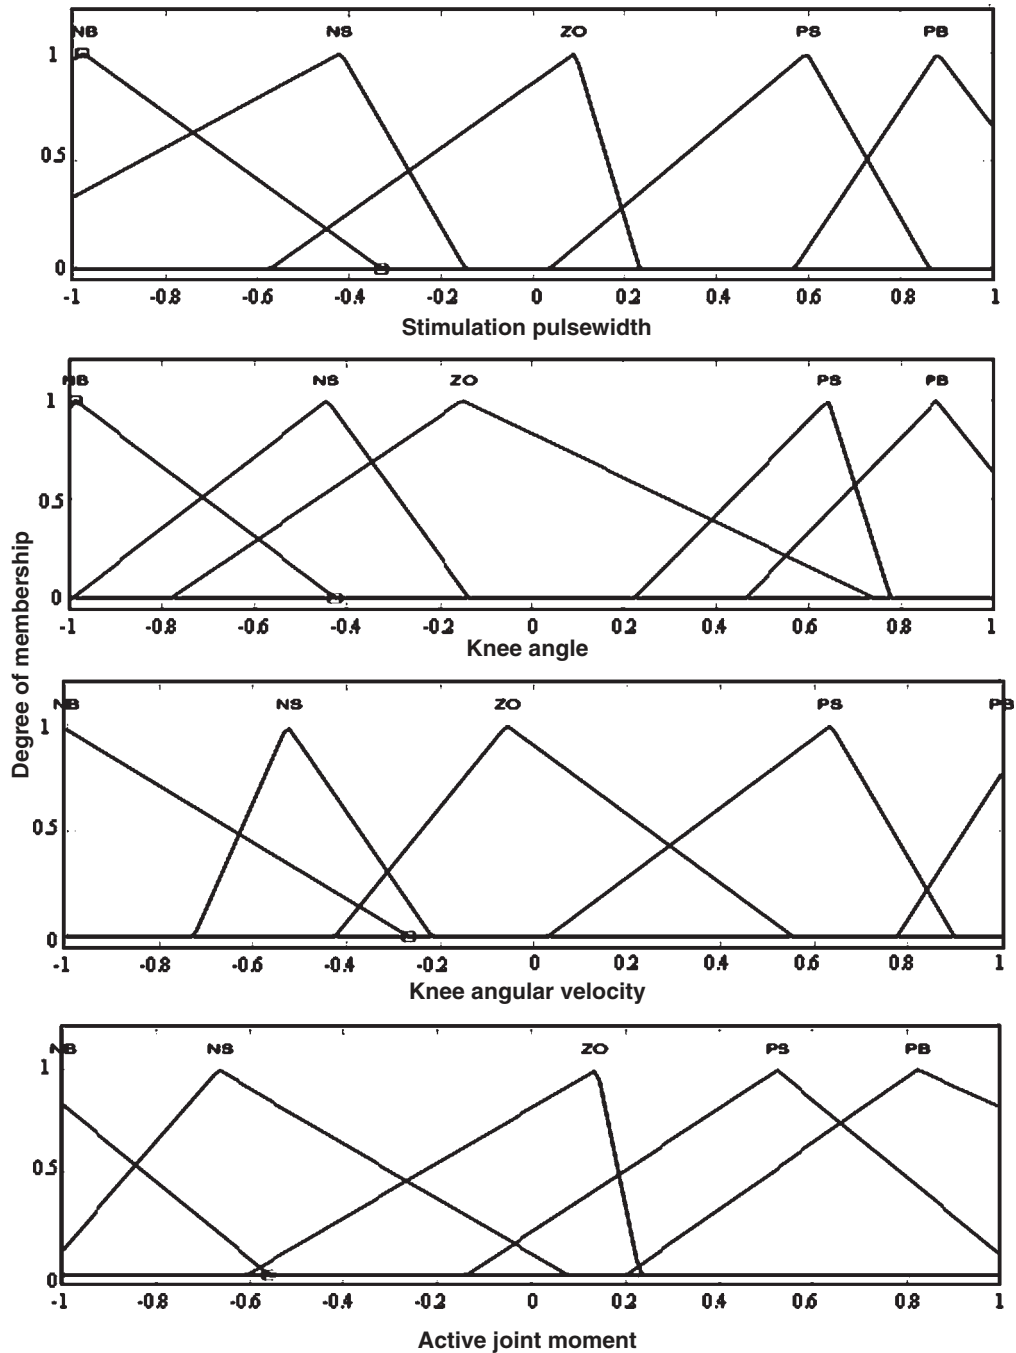 NB NS ZO PS PB
1
0.5
0
-1 -0.8 -0.6 -0.4 -0.2 0 0.2 0.4 0.6 0.8 1
Stimulation pulsewidth
NB NS ZO PS PB
1
0.5
0
-1 -0.8 -0.6 -0.4 -0.2 0 0.2 0.4 0.6 0.8 1
Knee angle
Degree of membership
NB NS ZO PS PB
1
0.5
0
-1 -0.8 -0.6 -0.4 -0.2 0 0.2 0.4 0.6 0.8 1
Knee angular velocity
NB NS ZO PS PB
1
0.5
0
-1 -0.8 -0.6 -0.4 -0.2 0 0.2 0.4 0.6 0.8 1
Active joint moment